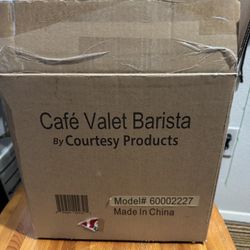 Café Valet Barista
By Courtesy Products
Model# 60002227
Made In China